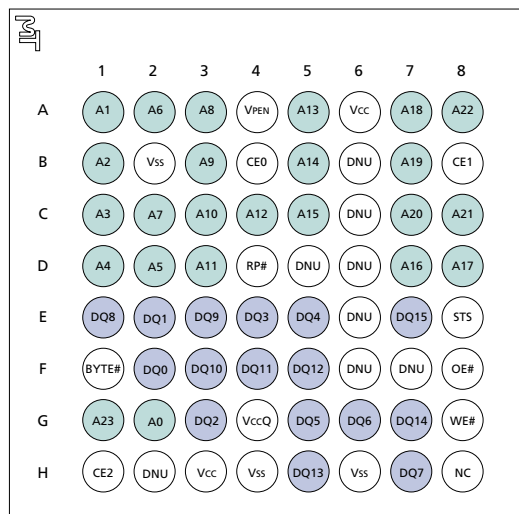 1 2 3 4 5 6 7 8
A A1 A6 A8 VPEN A13 VCC A18 A22
B A2 VSS A9 CE0 A14 DNU A19 CE1
C A3 A7 A10 A12 A15 DNU A20 A21
D A4 A5 A11 RP# DNU DNU A16 A17
E DQ8 DQ1 DQ9 DQ3 DQ4 DNU DQ15 STS
F BYTE# DQ0 DQ10 DQ11 DQ12 DNU DNU OE#
G A23 A0 DQ2 VCCQ DQ5 DQ6 DQ14 WE#
H CE2 DNU VCC VSS DQ13 VSS DQ7 NC